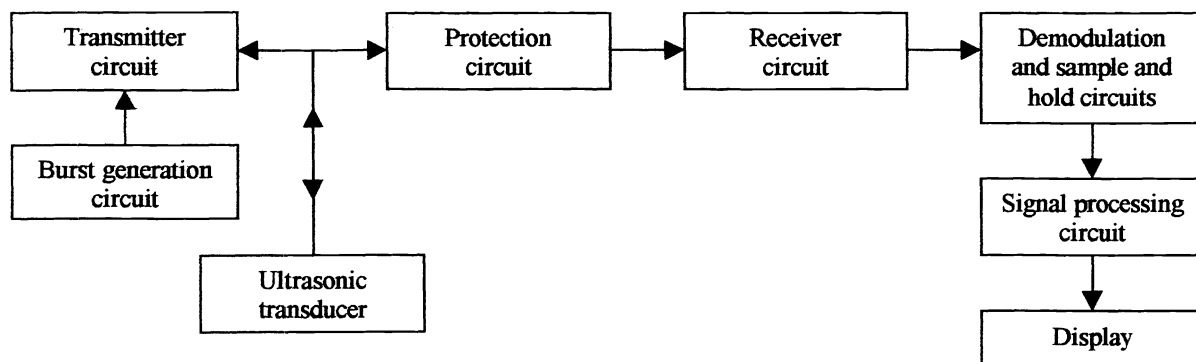 Transmitter
circuit
Protection
circuit
Receiver
circuit
Demodulation
and sample and
hold circuits
Burst generation
circuit
Signal processing
circuit
Ultrasonic
transducer
Display